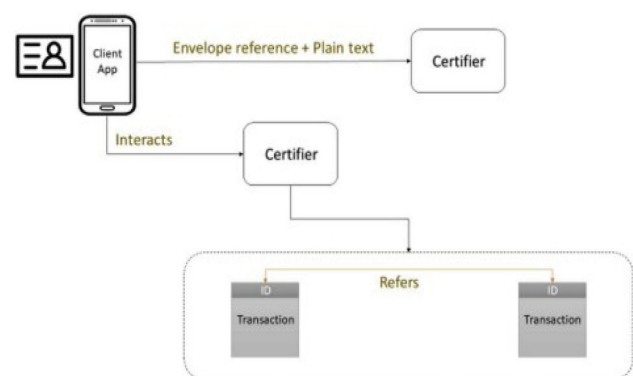 Client
App
Envelope reference + Plain text
Certifier
Interacts
Certifier
Refers
ID
ID
Transaction
Transaction